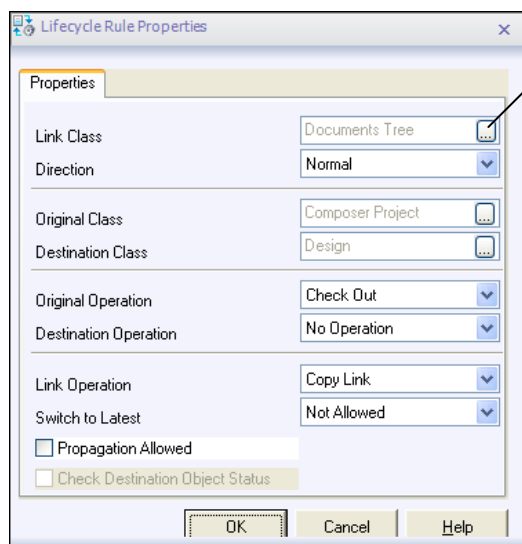 Lifecycle Rule Properties
Properties
Link Class Documents Tree ...
Direction Normal
Original Class Composer Project ...
Destination Class Design ...
Original Operation Check Out
Destination Operation No Operation
Link Operation Copy Link
Switch to Latest Not Allowed
Propagation Allowed
Check Destination Object Status
OK Cancel Help